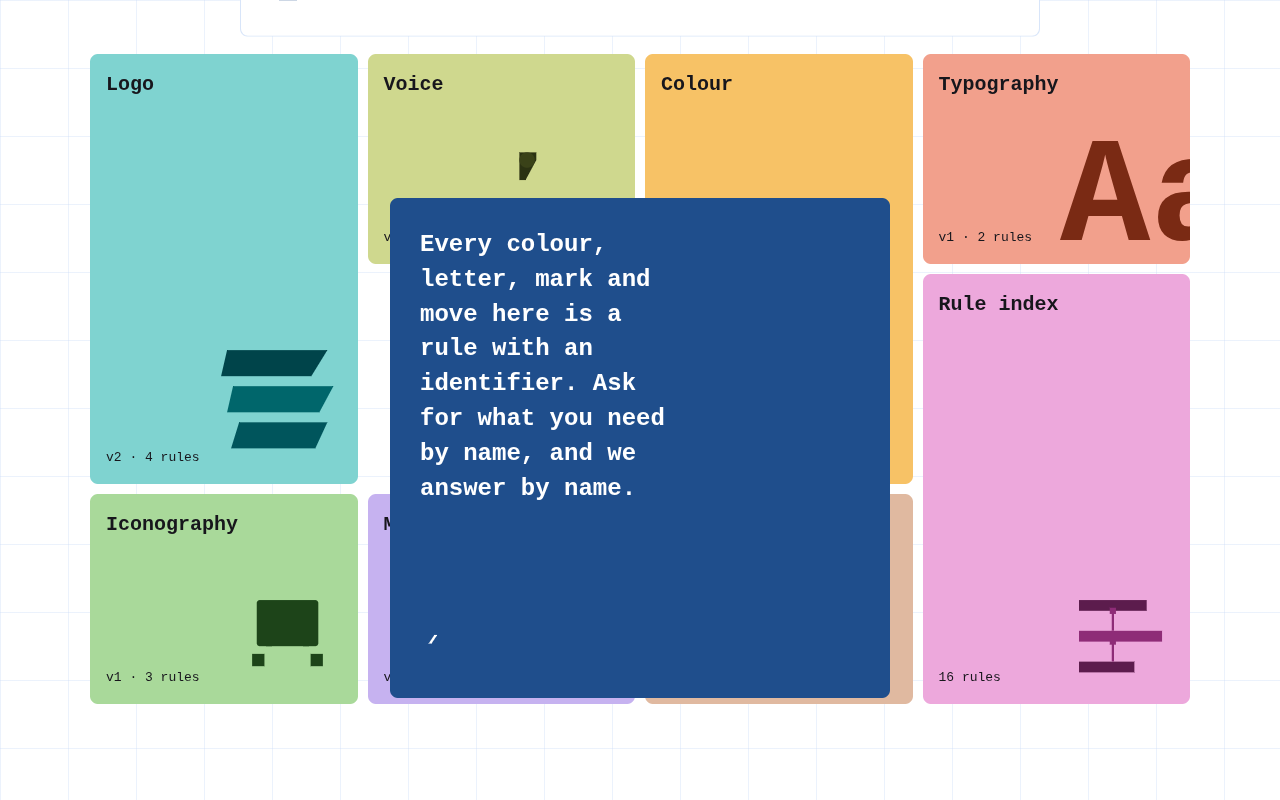 Logo
Voice
Colour
Typography
Aa
v1 · 2 rules
Every colour,
letter, mark and
move here is a
rule with an
identifier. Ask
for what you need
by name, and we
answer by name.
Rule index
v2 · 4 rules
Iconography
v1 · 3 rules
16 rules